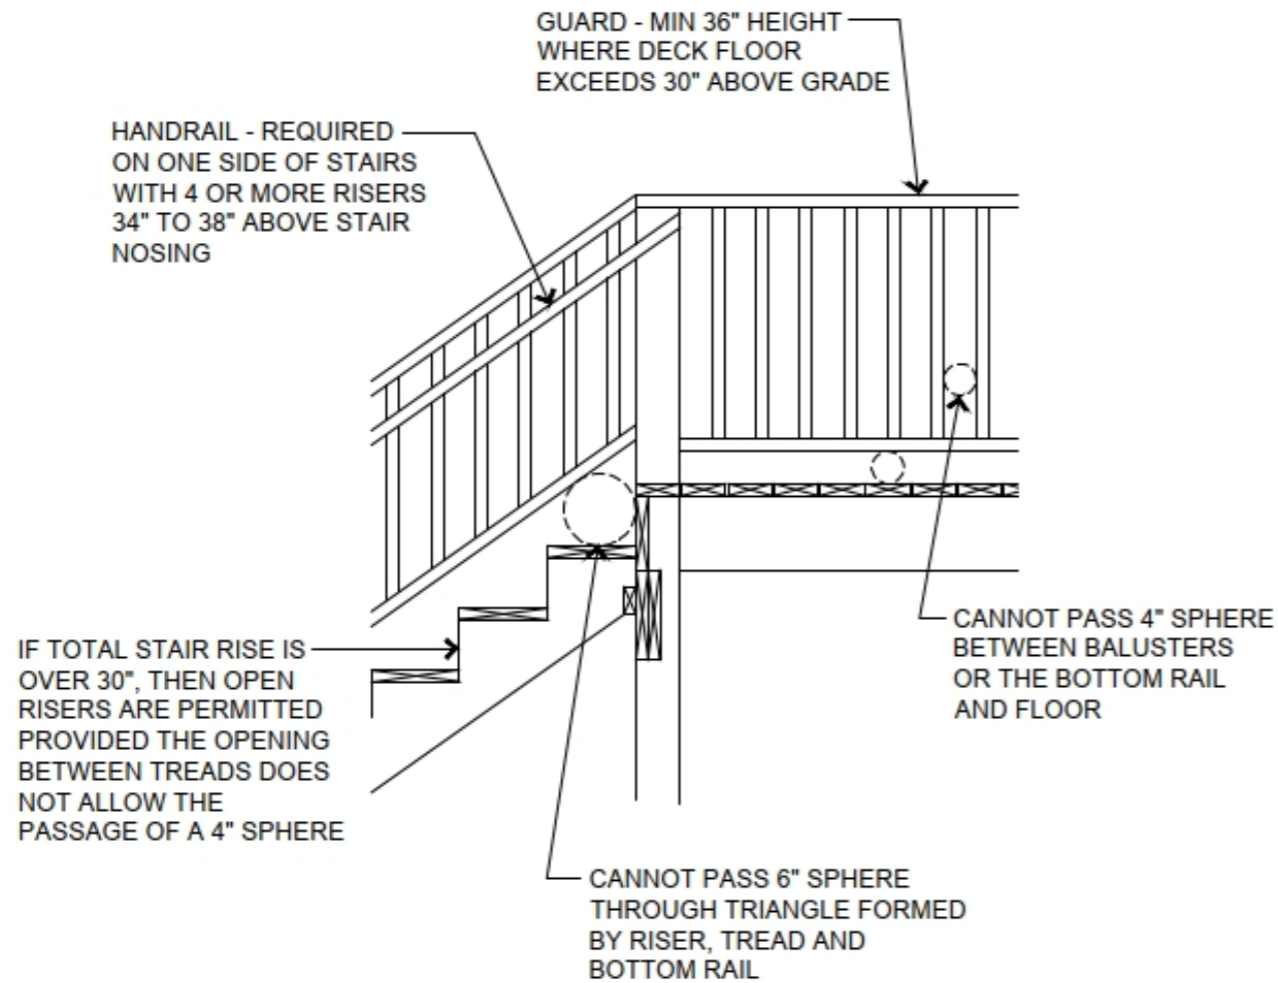 GUARD - MIN 36" HEIGHT
WHERE DECK FLOOR
EXCEEDS 30" ABOVE GRADE
HANDRAIL - REQUIRED
ON ONE SIDE OF STAIRS
WITH 4 OR MORE RISERS
34" TO 38" ABOVE STAIR
NOSING
IF TOTAL STAIR RISE IS
OVER 30", THEN OPEN
RISERS ARE PERMITTED
PROVIDED THE OPENING
BETWEEN TREADS DOES
NOT ALLOW THE
PASSAGE OF A 4" SPHERE
CANNOT PASS 4" SPHERE
BETWEEN BALUSTERS
OR THE BOTTOM RAIL
AND FLOOR
CANNOT PASS 6" SPHERE
THROUGH TRIANGLE FORMED
BY RISER, TREAD AND
BOTTOM RAIL